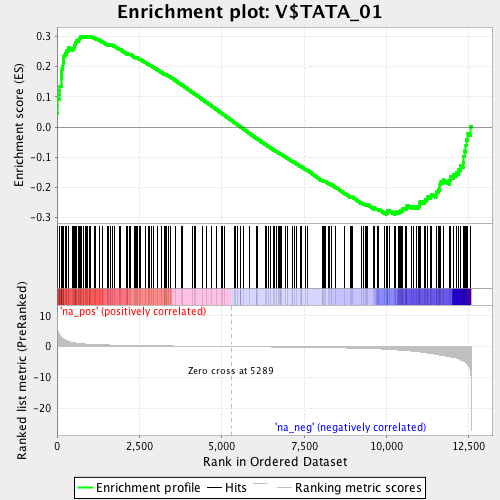 Enrichment plot: V$TATA_01
Enrichment score (ES)
0.3
0.2
0.1
0.0
-0.1
-0.2
-0.3
'na_pos' (positively correlated)
Ranked list metric (PreRanked)
10
5
0
-5
-10
-15
-20
Zero cross at 5289
'na_neg' (negatively correlated)
0
2,500
5,000
7,500
10,000
12,500
Rank in Ordered Dataset
Enrichment profile
Hits
Ranking metric scores